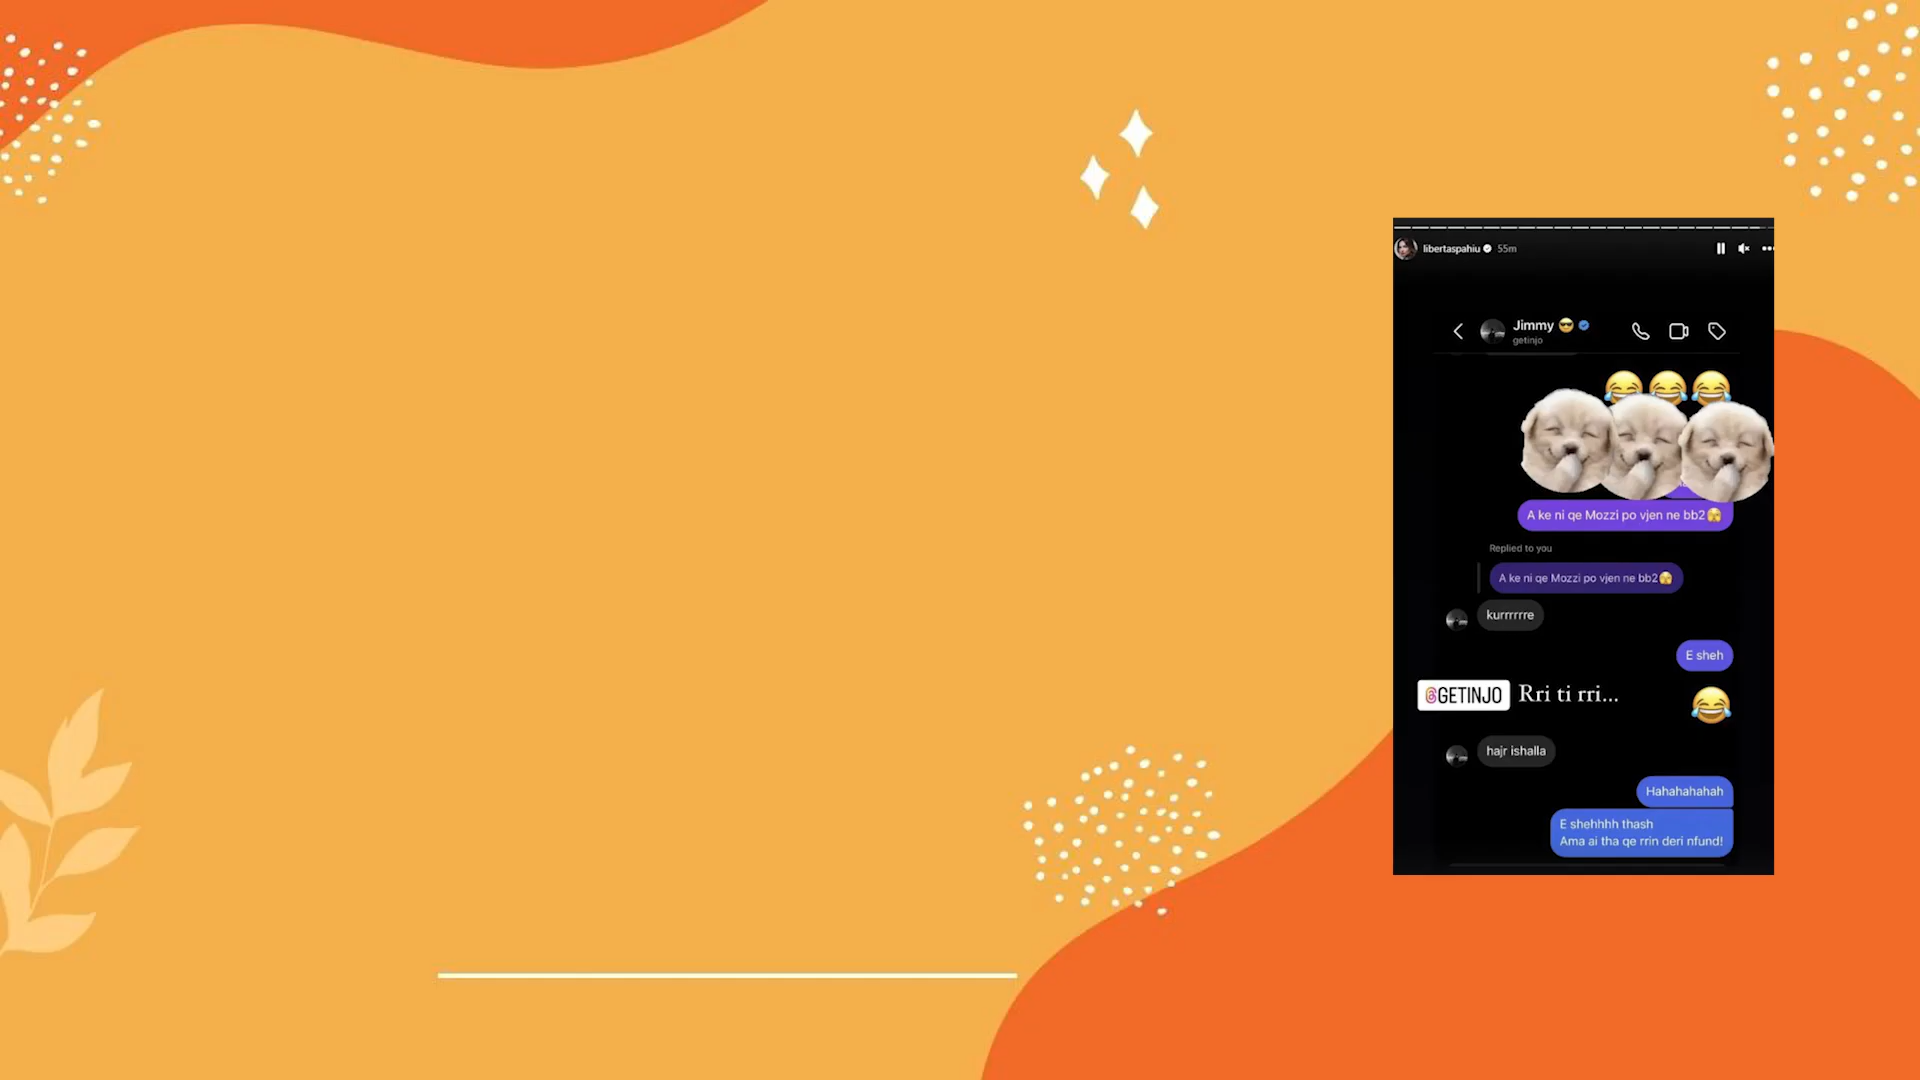 libertaspahiu 55m
Jimmy 😎
getinjo
😂😂😂
A ke ni qe Mozzi po vjen ne bb2🫣
Replied to you
A ke ni qe Mozzi po vjen ne bb2🫣
kurrrrrre
E sheh
@GETINJO Rri ti rri...
😂
hajr ishalla
Hahahahahah
E shehhhh thash
Ama ai tha qe rrin deri nfund!